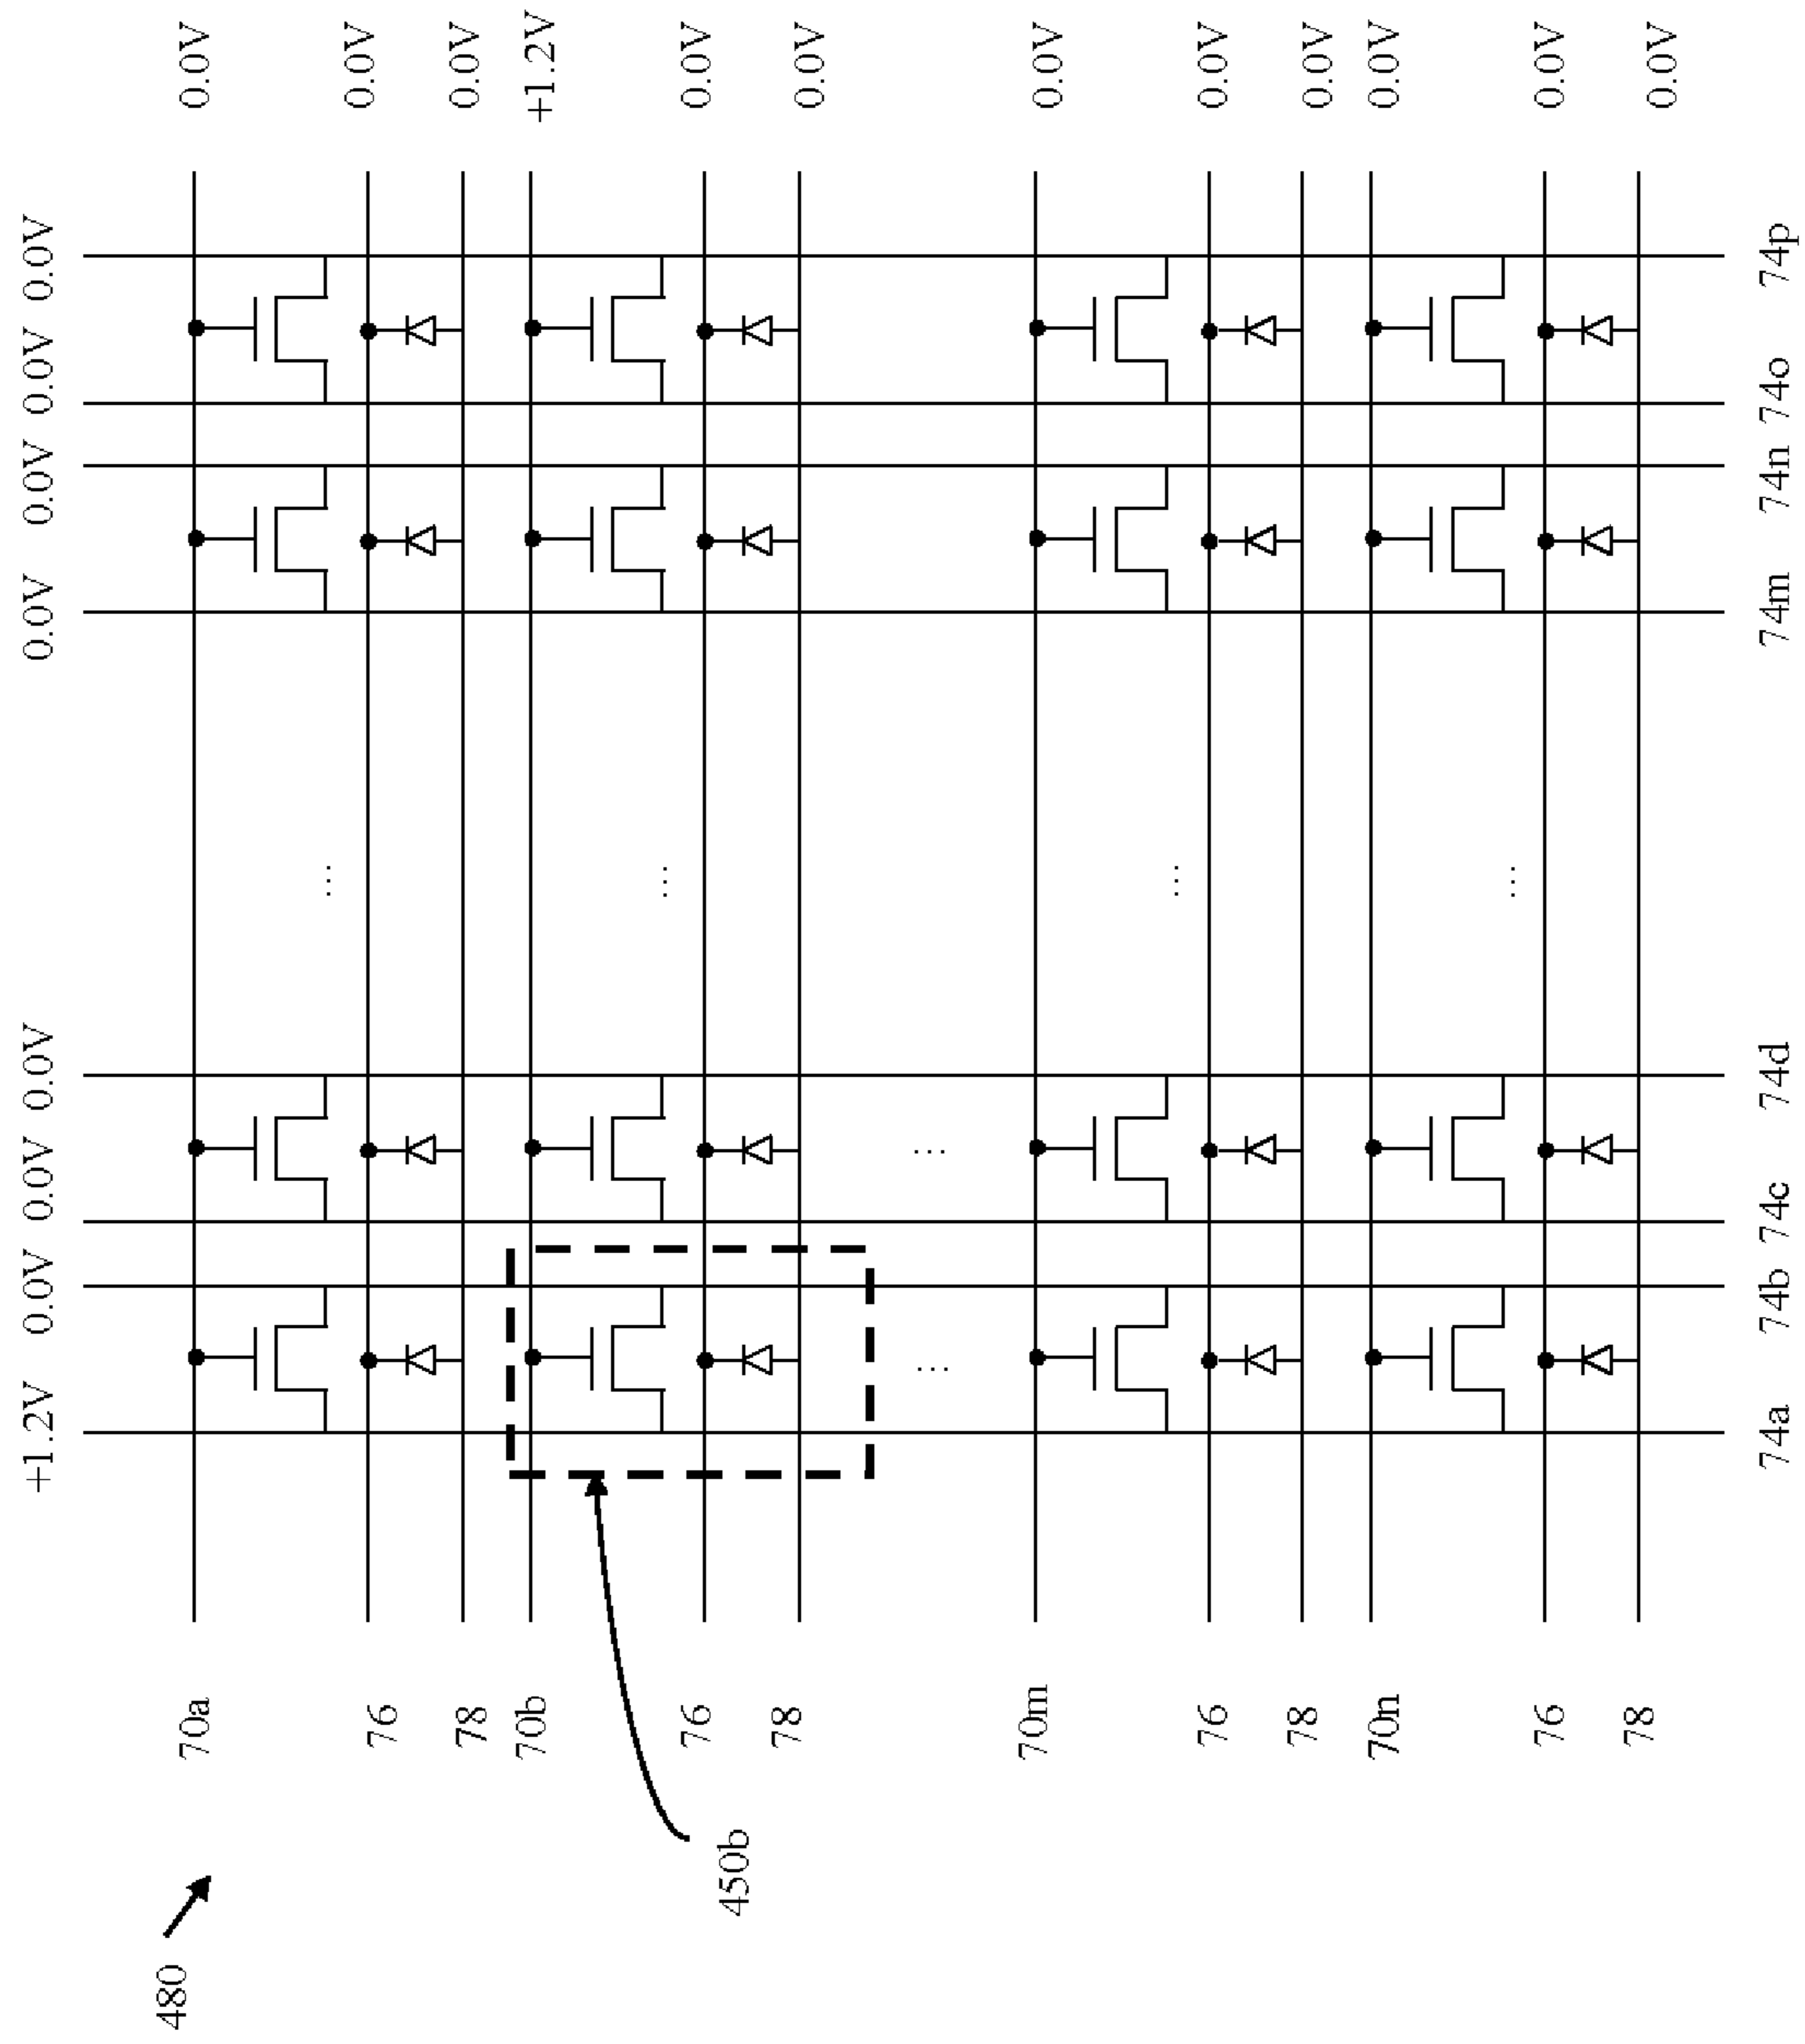 +1.2V 0.0V 0.0V 0.0V 0.0V 0.0V 0.0V 0.0V
480
70a 0.0V
...
76 0.0V
78 0.0V
70b +1.2V
...
76 0.0V
450b
78 0.0V
... ...
70m 0.0V
...
76 0.0V
78 0.0V
70n 0.0V
...
76 0.0V
78 0.0V
74a 74b 74c 74d 74m 74n 74o 74p